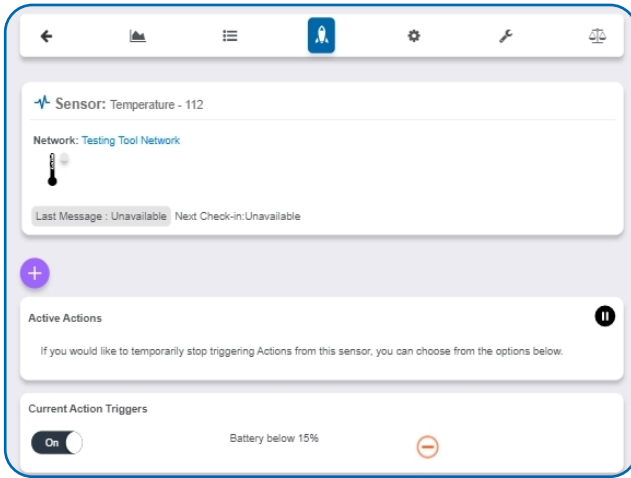 Sensor: Temperature - 112
Network: Testing Tool Network
Last Message : Unavailable Next Check-in:Unavailable
Active Actions
If you would like to temporarily stop triggering Actions from this sensor, you can choose from the options below.
Current Action Triggers
On Battery below 15%